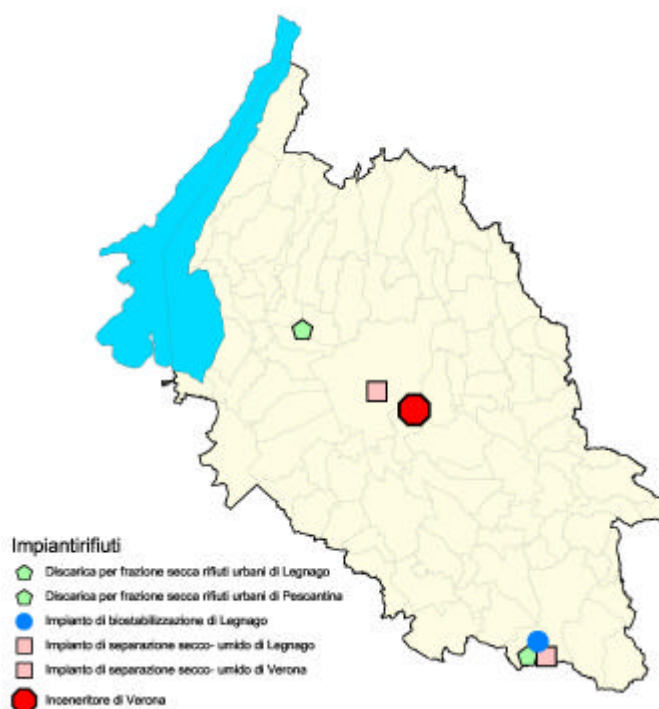 Impiantirifiuti
Discarica per frazione secca rifiuti urbani di Legnago
Discarica per frazione secca rifiuti urbani di Pescantina
Impianto di biostabilizzazione di Legnago
Impianto di separazione secco- umido di Legnago
Impianto di separazione secco- umido di Verona
Inceneritore di Verona